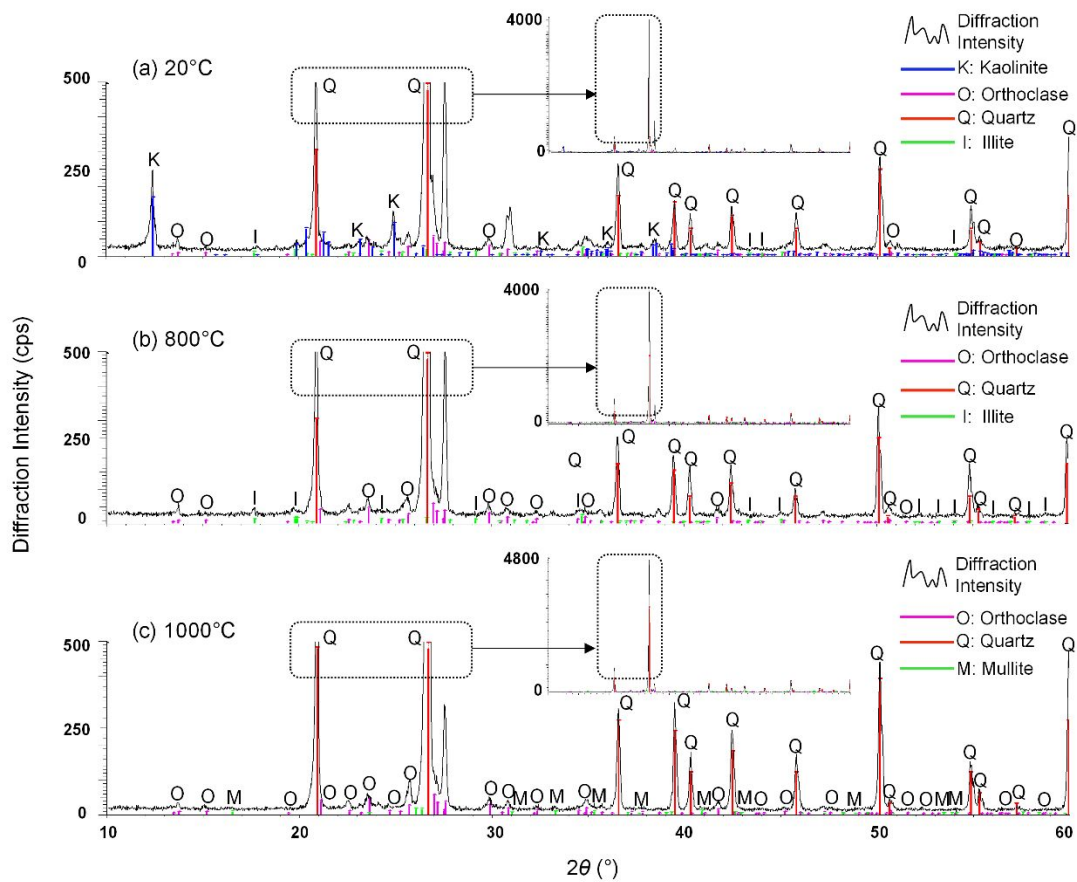 Diffraction Intensity (cps)
(a) 20°C
500
250
0
K
O
O
I
Q
K
K
Q
O
K
K
K
Q
Q
Q
Q
I I
Q
Q
O
I
Q
Q
O
Q
4000
0
Diffraction
Intensity
K: Kaolinite
O: Orthoclase
Q: Quartz
I: Illite
(b) 800°C
500
250
0
O
O
I
I
Q
O
I
O
Q
I
O
O
O
Q
I
O
Q
Q
Q
O
Q
I
I
Q
Q
Q
O
I
I
I
Q
Q
I
Q
I
I
Q
4000
0
Diffraction
Intensity
O: Orthoclase
Q: Quartz
I: Illite
(c) 1000°C
500
250
0
O
O
M
O
Q
O
O
O
O
O
Q
O
O
M
O
M
O
M
Q
M
Q
Q
M
O
Q
M
O
O
Q
O
M
Q
Q
O
O
M
M
Q
Q
O
Q
O
Q
4800
0
Diffraction
Intensity
O: Orthoclase
Q: Quartz
M: Mullite
10
20
30
40
50
60
2θ (°)